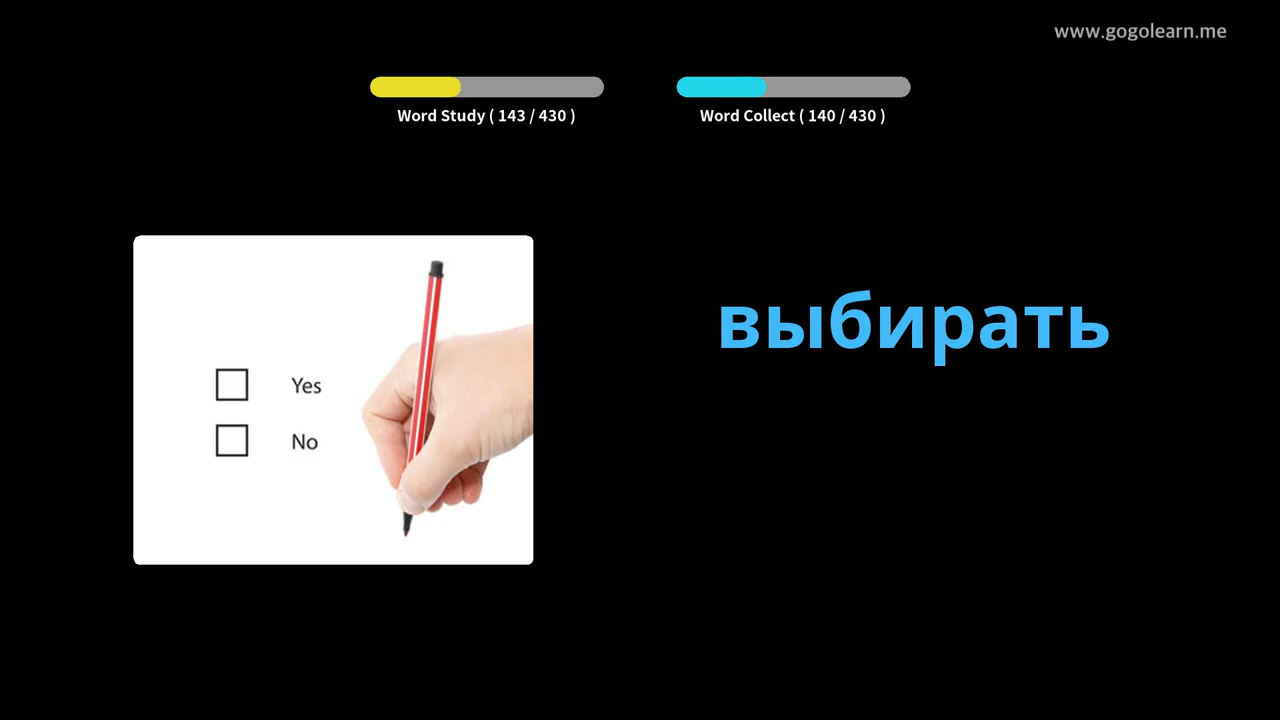 www.gogolearn.me
Word Study ( 143 / 430 )
Word Collect ( 140 / 430 )
выбирать
Yes
No